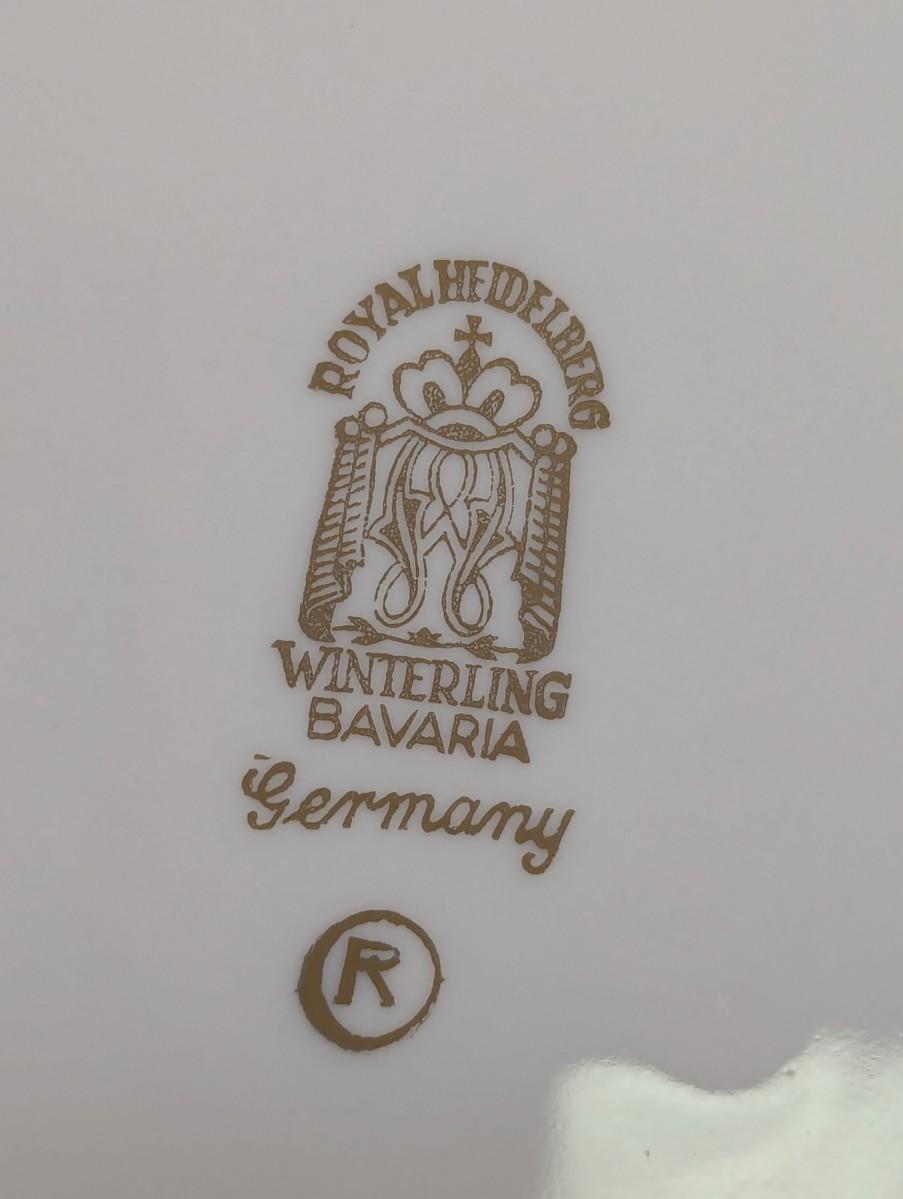 ROYAL HEIDELBERG
W
WINTERLING
BAVARIA
Germany
®